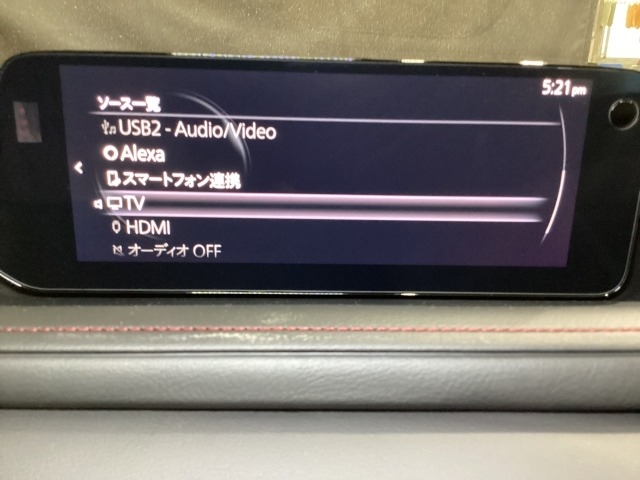 5:21pm
ソース一覧
USB2 - Audio/Video
Alexa
スマートフォン連携
TV
HDMI
オーディオ OFF